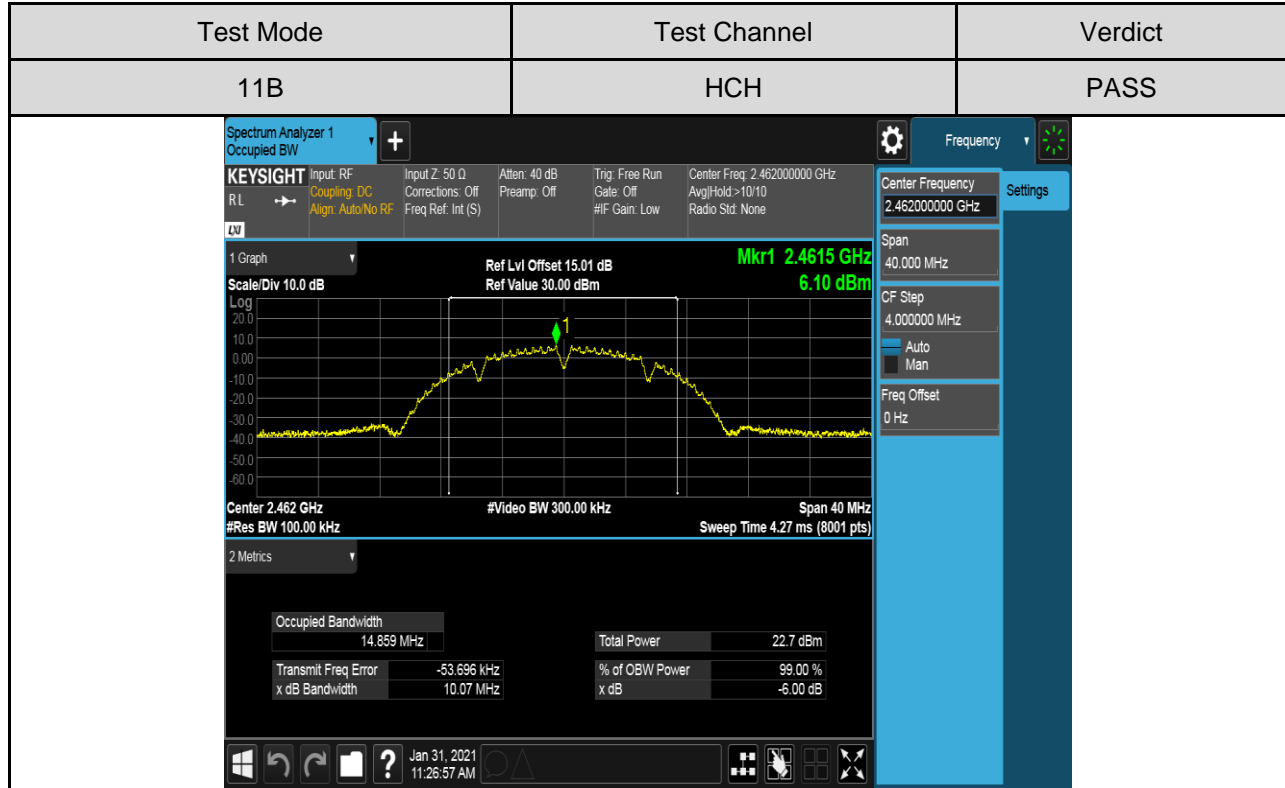 Test Mode Test Channel Verdict
11B HCH PASS
Spectrum Analyzer 1
Occupied BW
+
Frequency
KEYSIGHT Input: RF Input Z: 50 Ω Atten: 40 dB Trig: Free Run Center Freq: 2.462000000 GHz
RL Coupling: DC Corrections: Off Preamp: Off Gate: Off Avg|Hold:>10/10
Align: Auto/No RF Freq Ref: Int (S) #IF Gain: Low Radio Std: None
LXI
Center Frequency
2.462000000 GHz
Settings
Span
40.000 MHz
CF Step
4.000000 MHz
Auto
Man
Freq Offset
0 Hz
1 Graph
Ref Lvl Offset 15.01 dB Mkr1 2.4615 GHz
Scale/Div 10.0 dB Ref Value 30.00 dBm 6.10 dBm
Log
20.0
10.0
0.00
-10.0
-20.0
-30.0
-40.0
-50.0
-60.0
1
Center 2.462 GHz #Video BW 300.00 kHz Span 40 MHz
#Res BW 100.00 kHz Sweep Time 4.27 ms (8001 pts)
2 Metrics
Occupied Bandwidth
14.859 MHz Total Power 22.7 dBm
Transmit Freq Error -53.696 kHz % of OBW Power 99.00 %
x dB Bandwidth 10.07 MHz x dB -6.00 dB
? Jan 31, 2021
11:26:57 AM